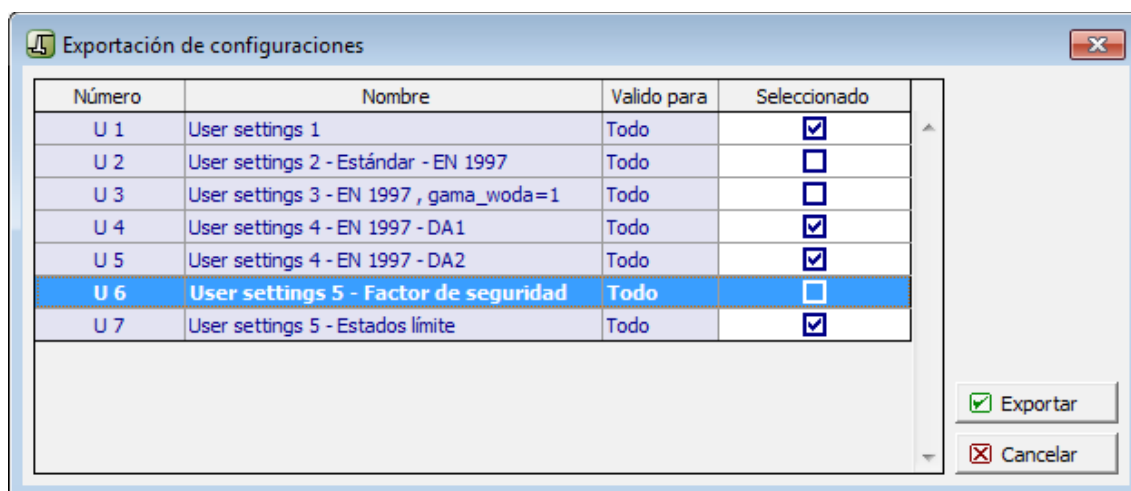 Exportación de configuraciones
Número Nombre Valido para Seleccionado
U 1 User settings 1 Todo
U 2 User settings 2 - Estándar - EN 1997 Todo
U 3 User settings 3 - EN 1997 , gama_woda=1 Todo
U 4 User settings 4 - EN 1997 - DA1 Todo
U 5 User settings 4 - EN 1997 - DA2 Todo
U 6 User settings 5 - Factor de seguridad Todo
U 7 User settings 5 - Estados límite Todo
Exportar
Cancelar